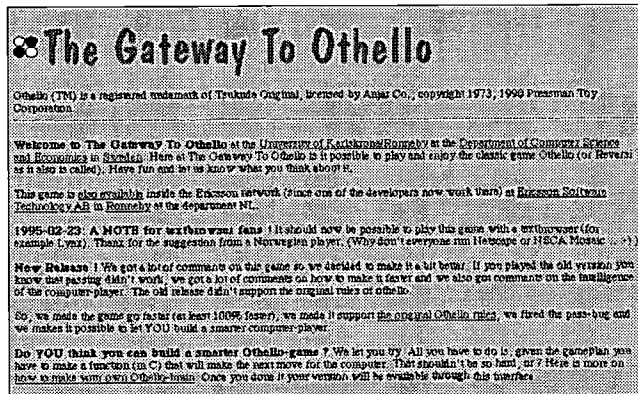 The Gateway To Othello
Othello (TM) is a registered trademark of Tsukuda Original, licensed by Anjar Co., copyright 1973, 1990 Pressman Toy
Corporation.
Welcome to The Gateway To Othello at the University of Karlskrona/Ronneby at the Department of Computer Science
and Economics in Sweden. Here at The Gateway To Othello is it possible to play and enjoy the classic game Othello (or Reversi
as it also is called). Have fun and let us know what you think about it.
This game is also available inside the Ericsson network (since one of the developers now work there) at Ericsson Software
Technology AB in Ronneby at the department NL.
1995-02-23: A NOTE for textbrowser fans ! It should now be possible to play this game with a textbrowser (for
example Lynx). Thanx for the suggestion from a Norwegian player. (Why don't everyone run Netscape or NSCA Mosaic
New Release ! We got a lot of comments on this game so we decided to make it a bit better. If you played the old version you
know that passing didn't work, we got a lot of comments on how to make it faster and we also got comments on the intelligence
of the computer-player. The old release didn't support the original rules of othello.
So, we made the game go faster (at least 100% faster), we made it support the original Othello rules, we fixed the pass-bug and
we makes it possible to let YOU build a smarter computer-player.
Do YOU think you can build a smarter Othello-game ? We let you try. All you have to do is, given the gameplan you
have to make a function (in C) that will make the next move for the computer. That shouldn't be so hard, or ? Here is more on
how to make your own Othello-brain. Once you done it your version will be available through this interface